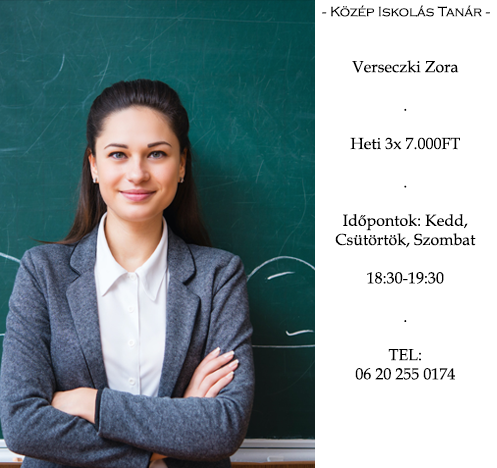 - Közép Iskolás Tanár -
Verseczki Zora
.
Heti 3x 7.000FT
.
Időpontok: Kedd,
Csütörtök, Szombat
18:30-19:30
.
TEL:
06 20 255 0174